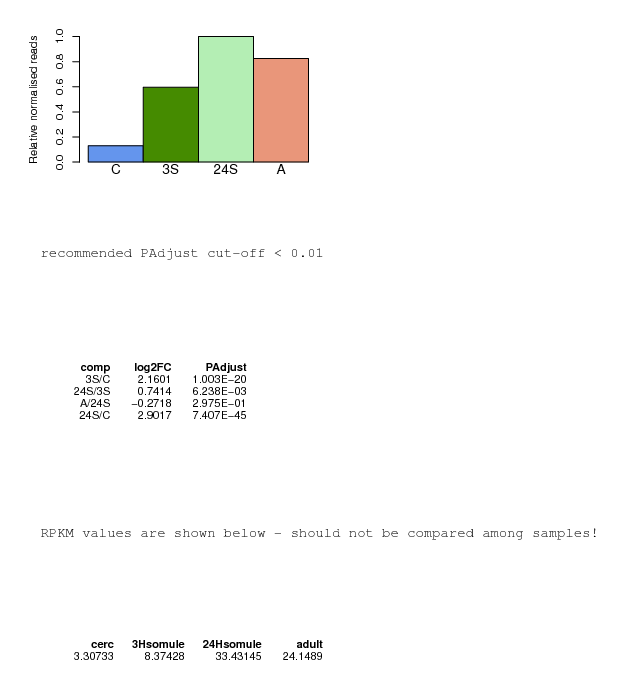 Relative normalised reads
1.0
0.8
0.6
0.4
0.2
0.0
C 3S 24S A
recommended PAdjust cut-off < 0.01
comp log2FC PAdjust
3S/C 2.1601 1.003E−20
24S/3S 0.7414 6.238E−03
A/24S −0.2718 2.975E−01
24S/C 2.9017 7.407E−45
RPKM values are shown below - should not be compared among samples!
cerc 3Hsomule 24Hsomule adult
3.30733 8.37428 33.43145 24.1489